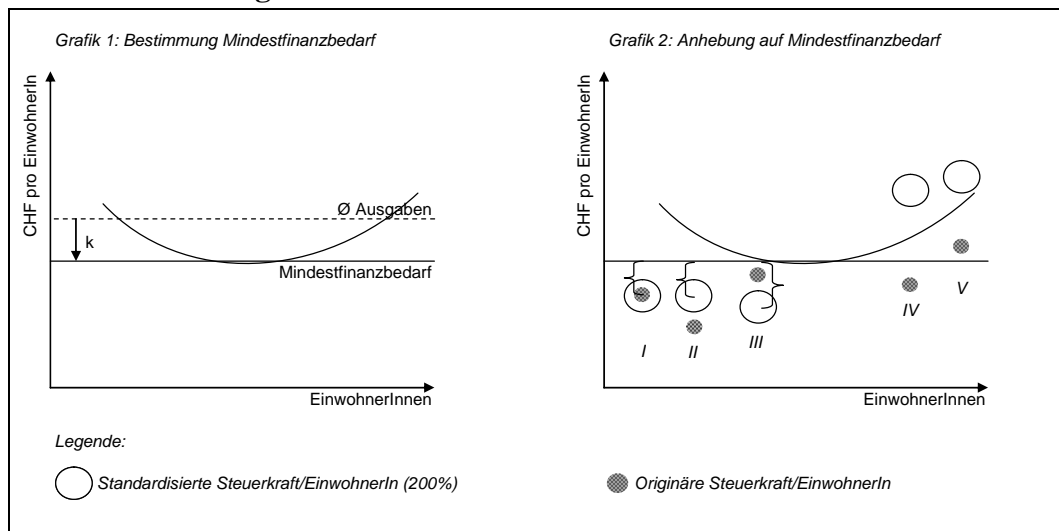 Grafik 1: Bestimmung Mindestfinanzbedarf
CHF pro EinwohnerIn
Ø Ausgaben
k
Mindestfinanzbedarf
EinwohnerInnen
Grafik 2: Anhebung auf Mindestfinanzbedarf
CHF pro EinwohnerIn
I
II
III
IV
V
EinwohnerInnen
Legende:
Standardisierte Steuerkraft/EinwohnerIn (200%)
Originäre Steuerkraft/EinwohnerIn